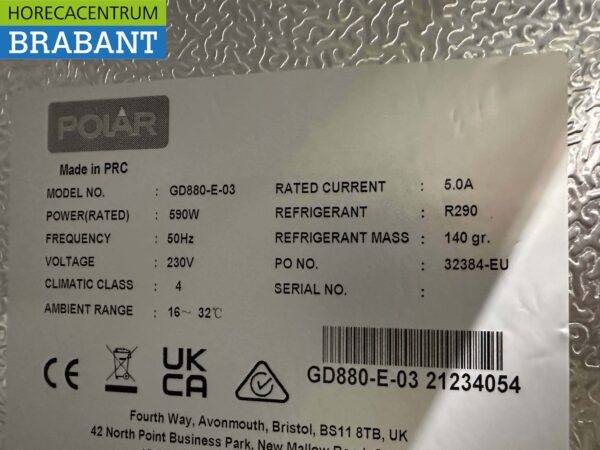 HORECACENTRUM
BRABANT
POLAR
Made in PRC
MODEL NO. : GD880-E-03
POWER(RATED) : 590W
FREQUENCY : 50Hz
VOLTAGE : 230V
CLIMATIC CLASS : 4
AMBIENT RANGE : 16~ 32℃
RATED CURRENT : 5.0A
REFRIGERANT : R290
REFRIGERANT MASS : 140 gr.
PO NO. : 32384-EU
SERIAL NO. :
CE
UK
CA
GD880-E-03 21234054
Fourth Way, Avonmouth, Bristol, BS11 8TB, UK
42 North Point Business Park, New Mallow